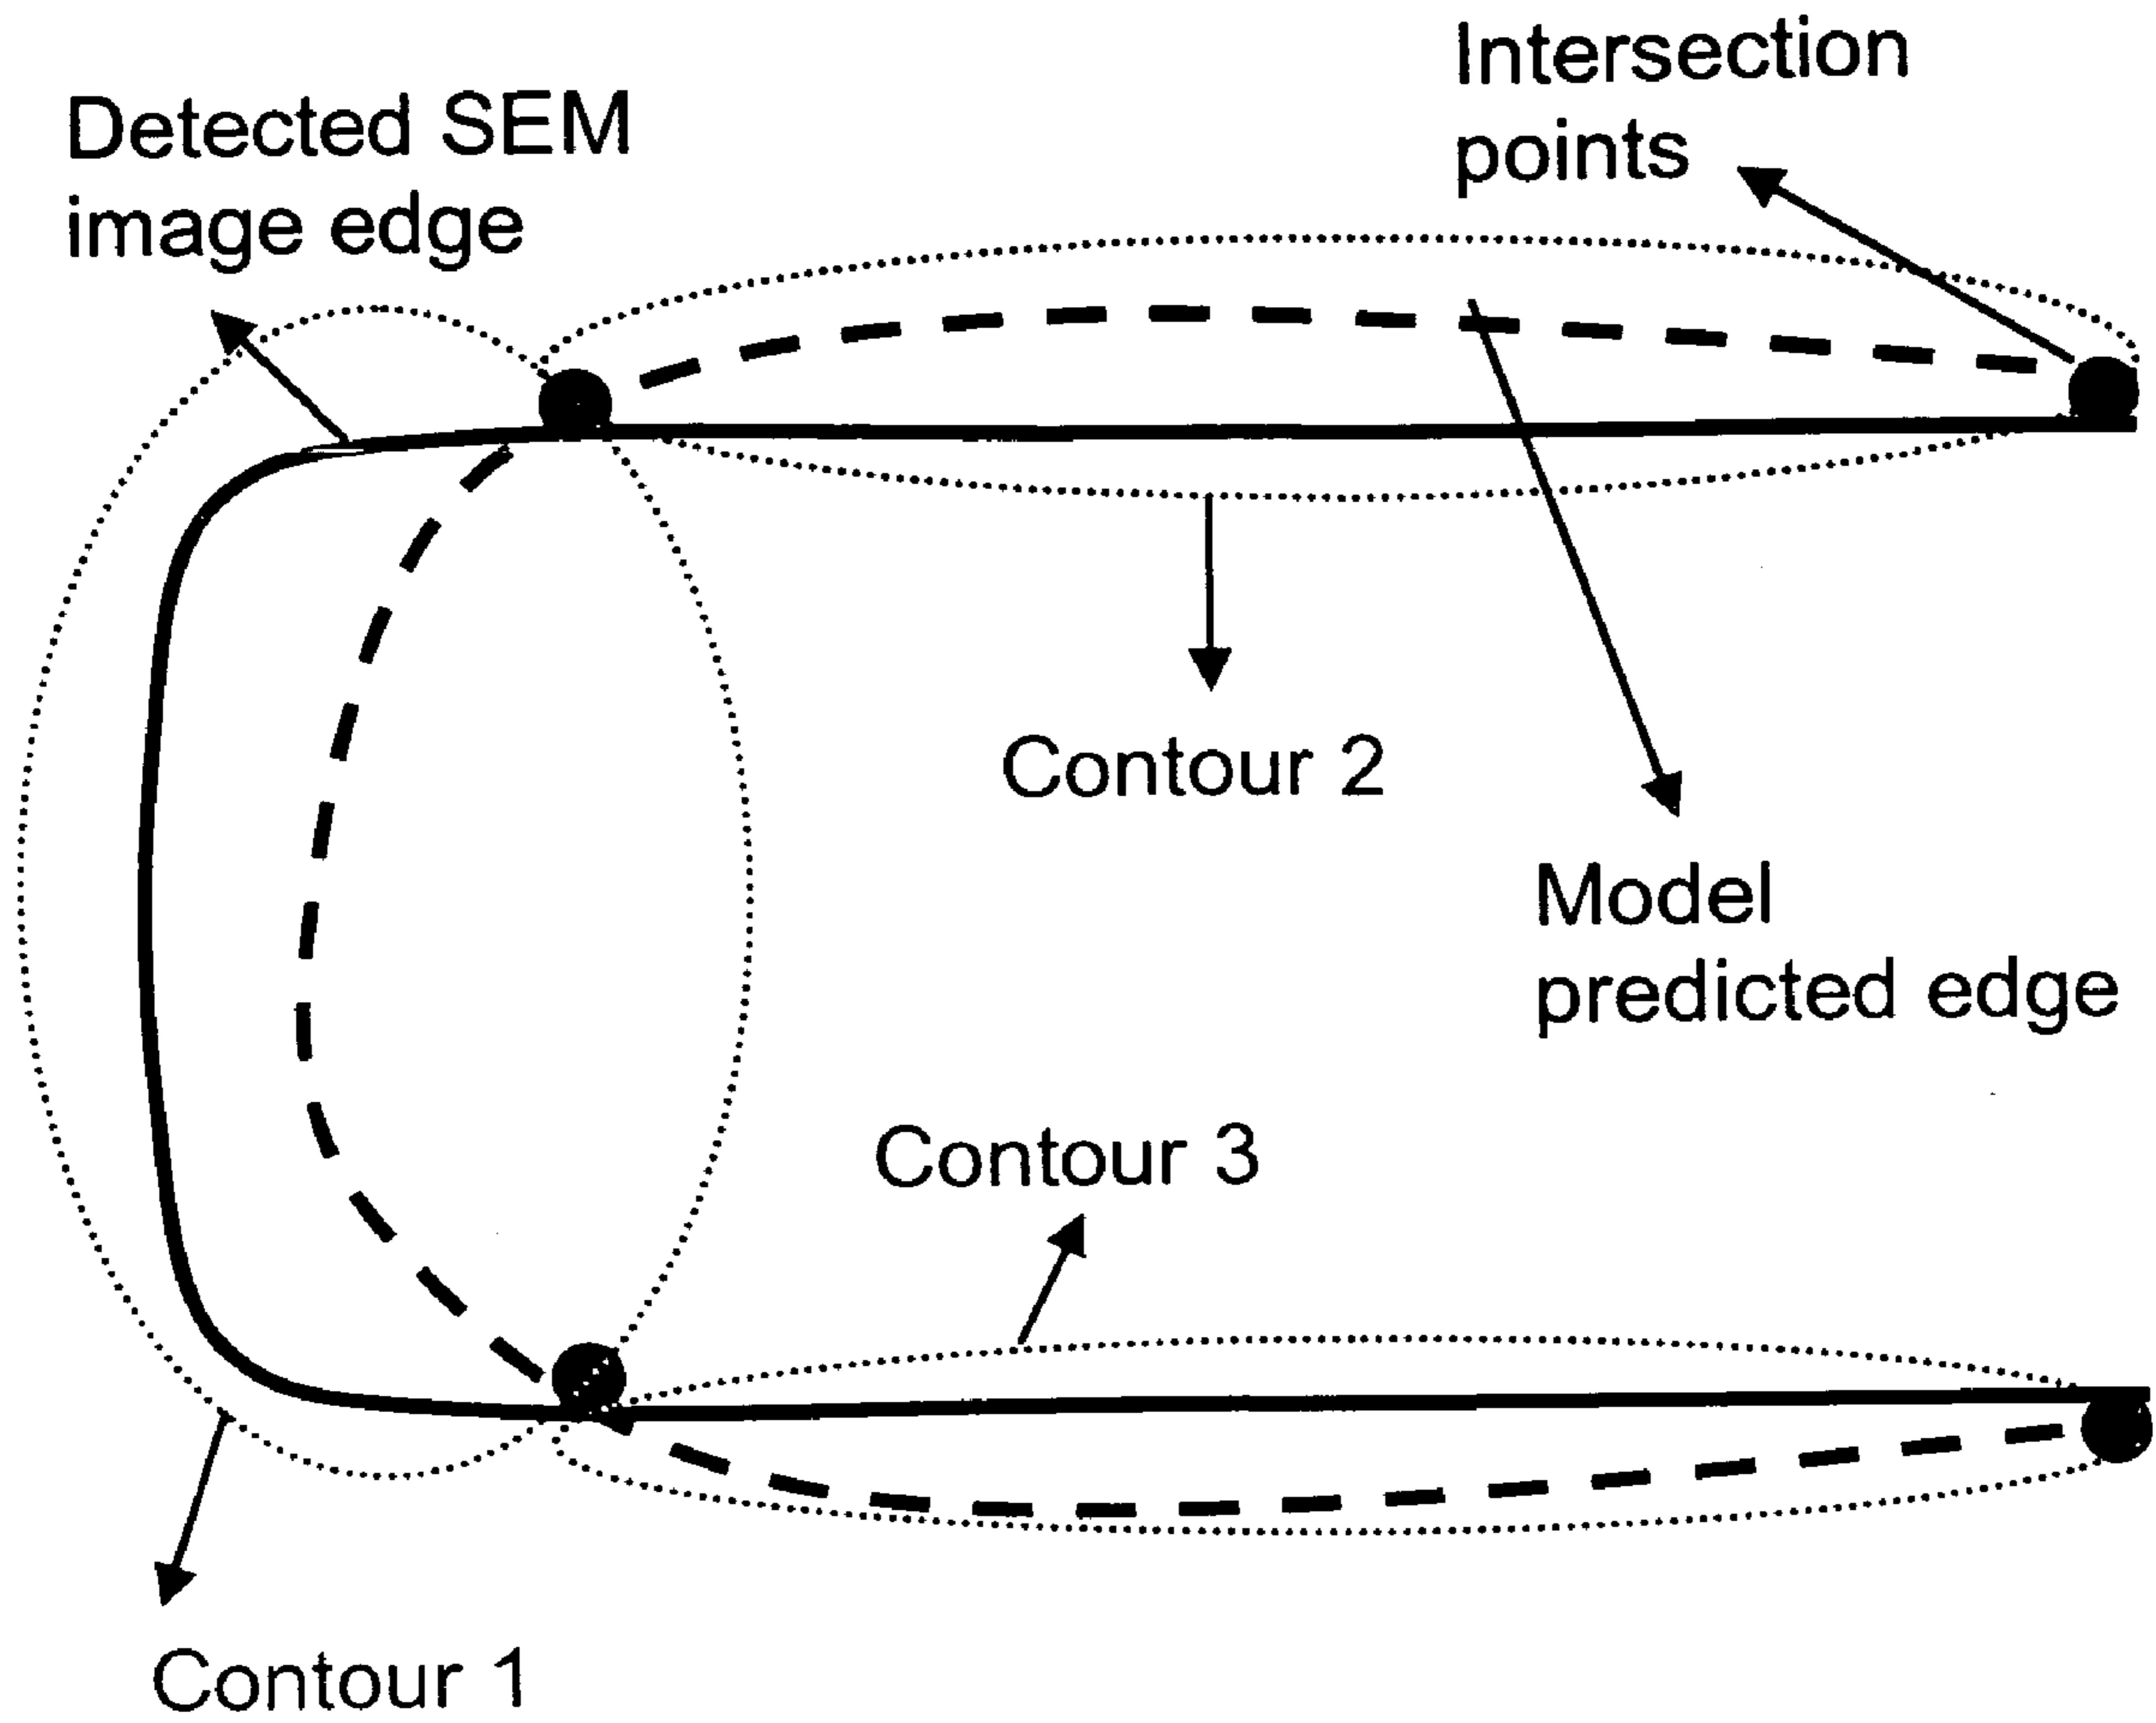 Intersection
points
Detected SEM
image edge
Contour 2
Model
predicted edge
Contour 3
Contour 1